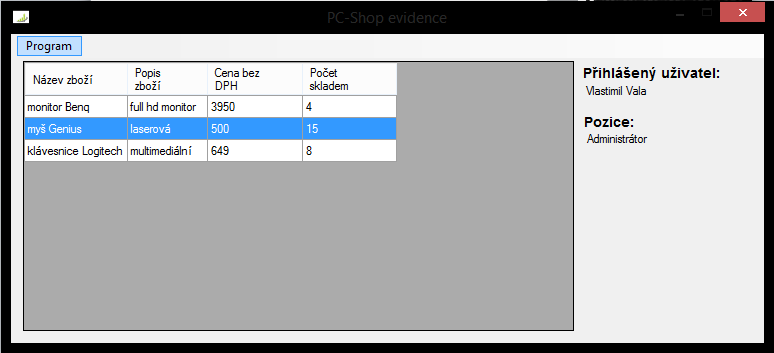 PC-Shop evidence
Program
Název zboží Popis zboží Cena bez DPH Počet skladem
monitor Benq full hd monitor 3950 4
myš Genius laserová 500 15
klávesnice Logitech multimediální 649 8
Přihlášený uživatel:
Vlastimil Vala
Pozice:
Administrátor